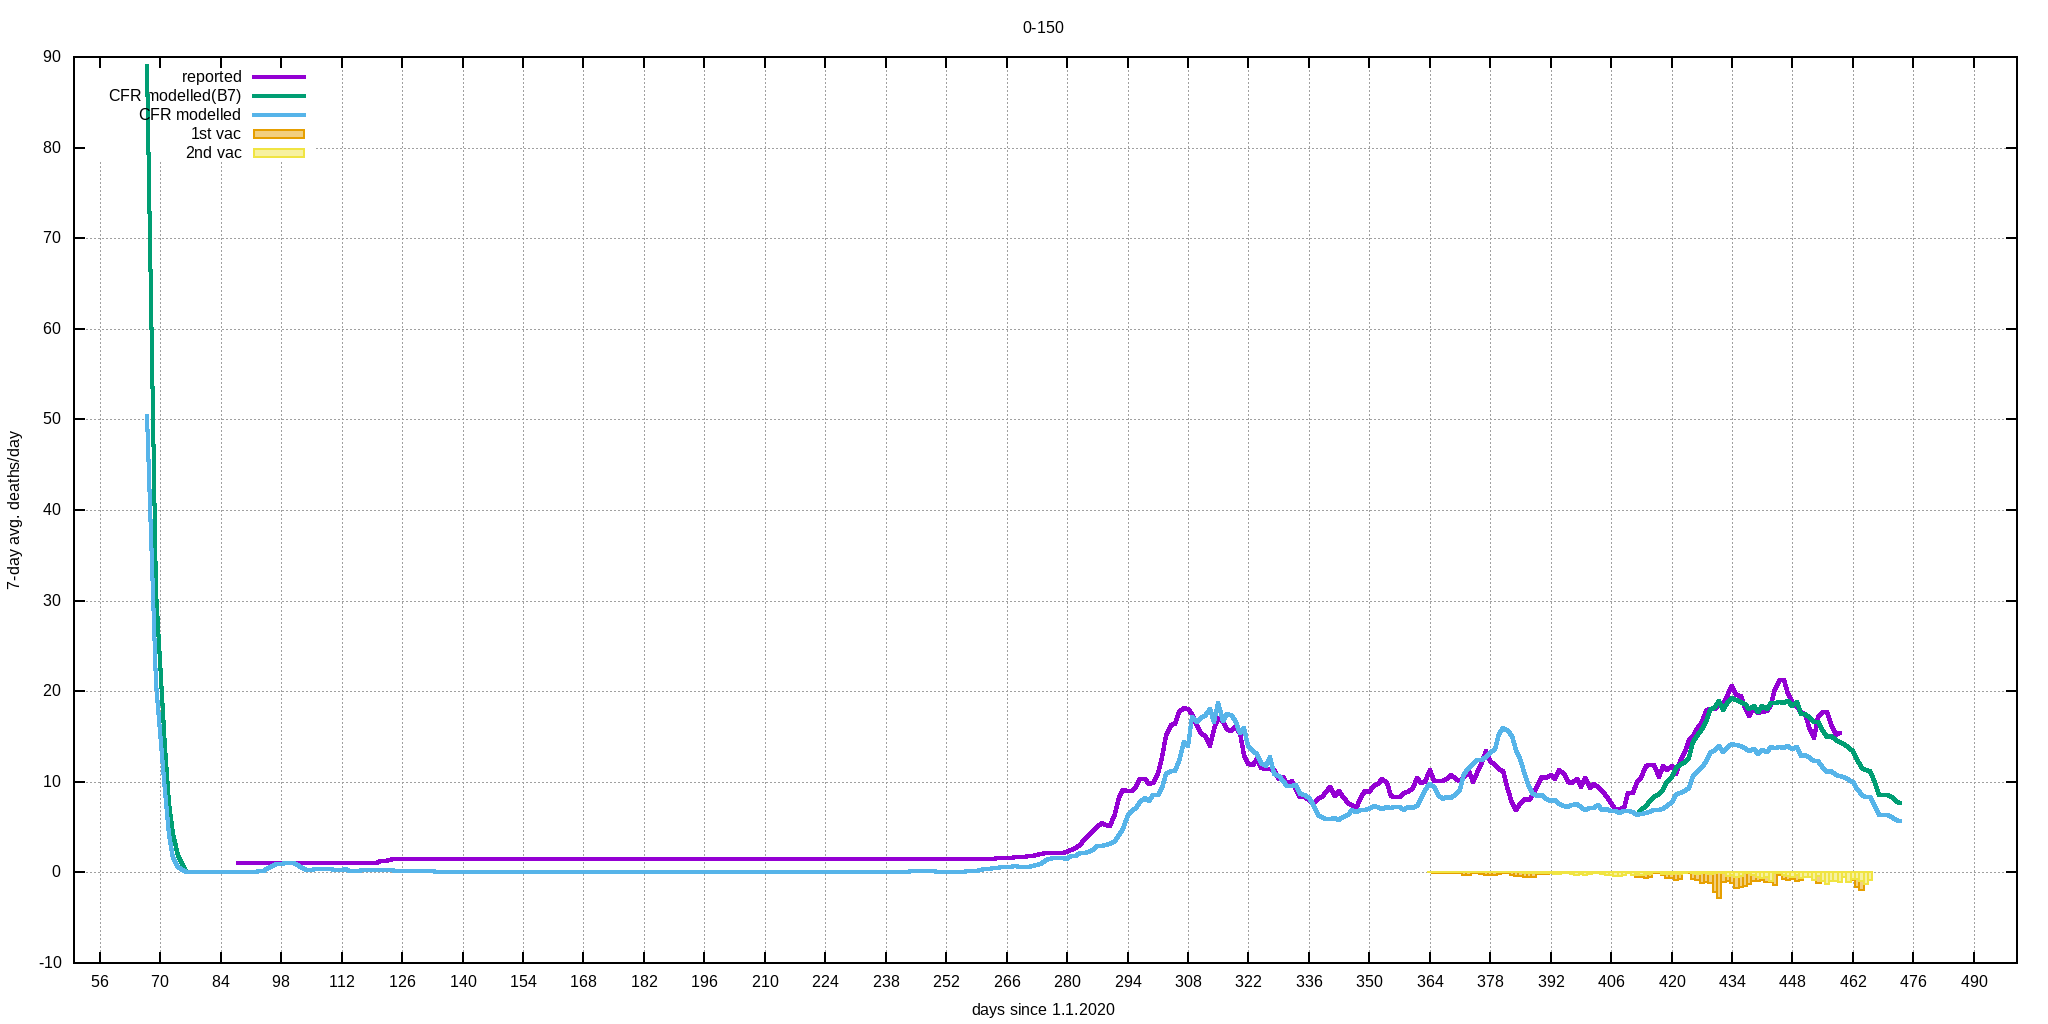 0-150
90
80
70
60
50
40
30
20
10
0
-10
reported
CFR modelled(B7)
CFR modelled
1st vac
2nd vac
7-day avg. deaths/day
56 70 84 98 112 126 140 154 168 182 196 210 224 238 252 266 280 294 308 322 336 350 364 378 392 406 420 434 448 462 476 490
days since 1.1.2020